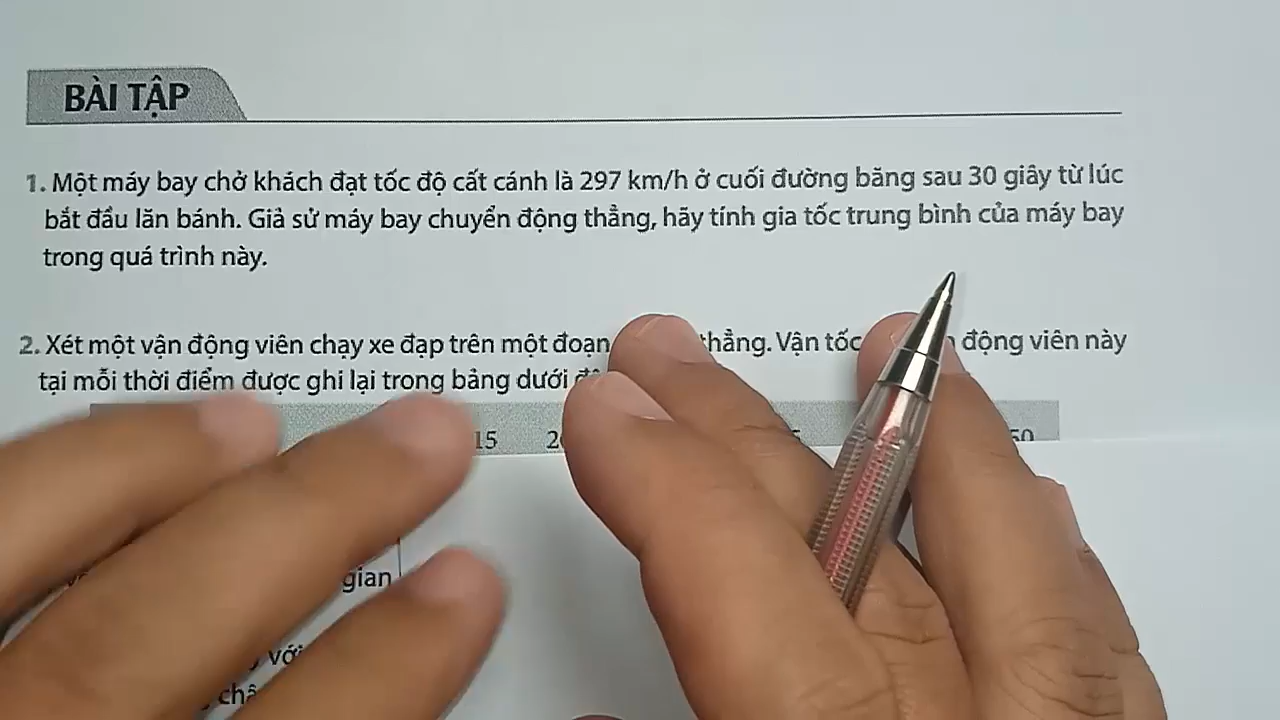 BÀI TẬP
1. Một máy bay chở khách đạt tốc độ cất cánh là 297 km/h ở cuối đường băng sau 30 giây từ lúc
bắt đầu lăn bánh. Giả sử máy bay chuyển động thẳng, hãy tính gia tốc trung bình của máy bay
trong quá trình này.
2. Xét một vận động viên chạy xe đạp trên một đoạn thẳng. Vận tốc động viên này
tại mỗi thời điểm được ghi lại trong bảng dưới
15
gian
với